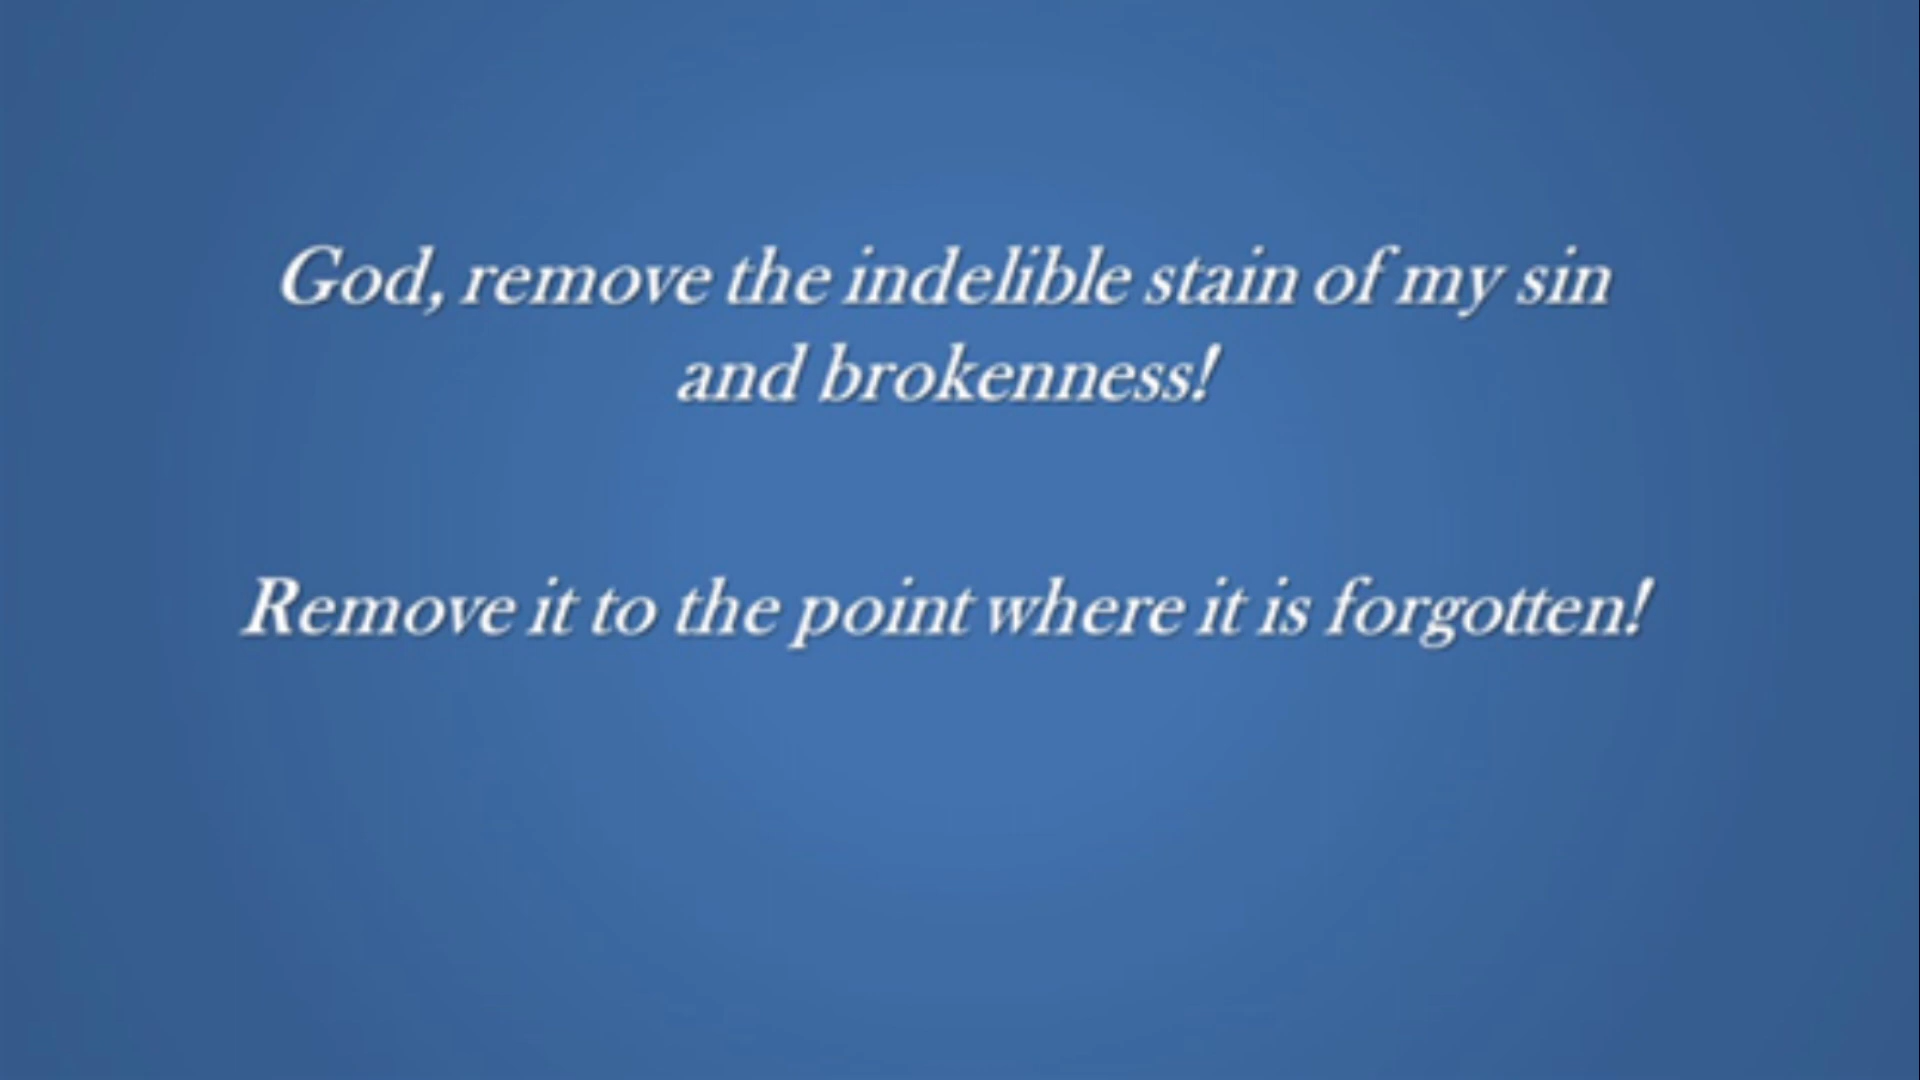 God, remove the indelible stain of my sin
and brokenness!
Remove it to the point where it is forgotten!